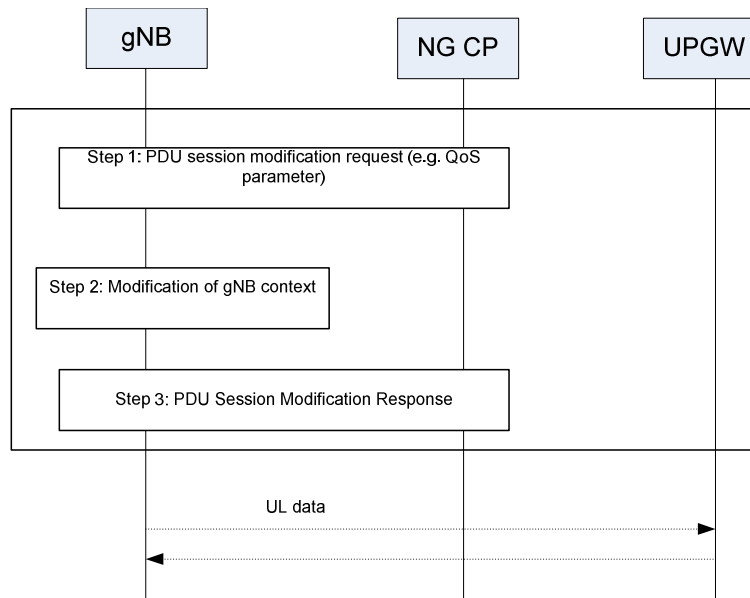 gNB
NG CP
UPGW
Step 1: PDU session modification request (e.g. QoS
parameter)
Step 2: Modification of gNB context
Step 3: PDU Session Modification Response
UL data